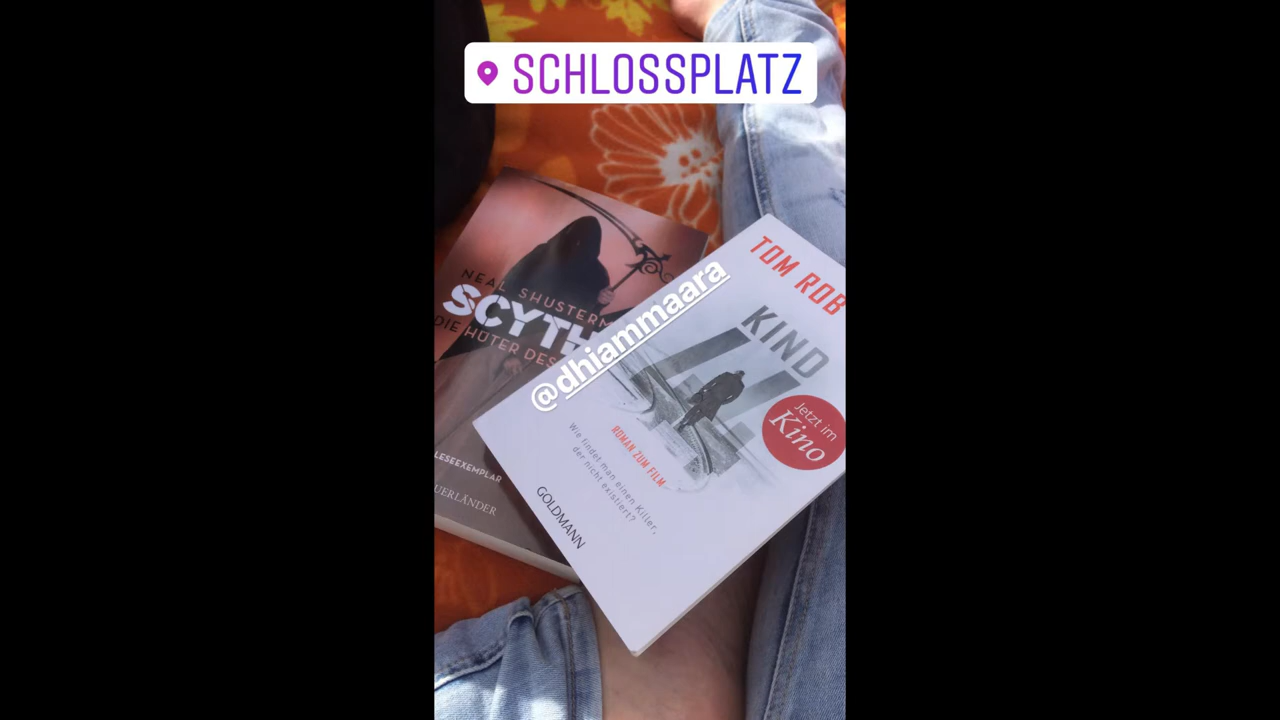 SCHLOSSPLATZ
NEAL SHUSTERM
SCYTH
DIE HÜTER DES
LESEEXEMPLAR
UERLÄNDER
@dhiammaara
TOM ROB
KIND
44
Jetzt im
Kino
ROMAN ZUM FILM
Wie findet man einen Killer,
der nicht existiert?
GOLDMANN